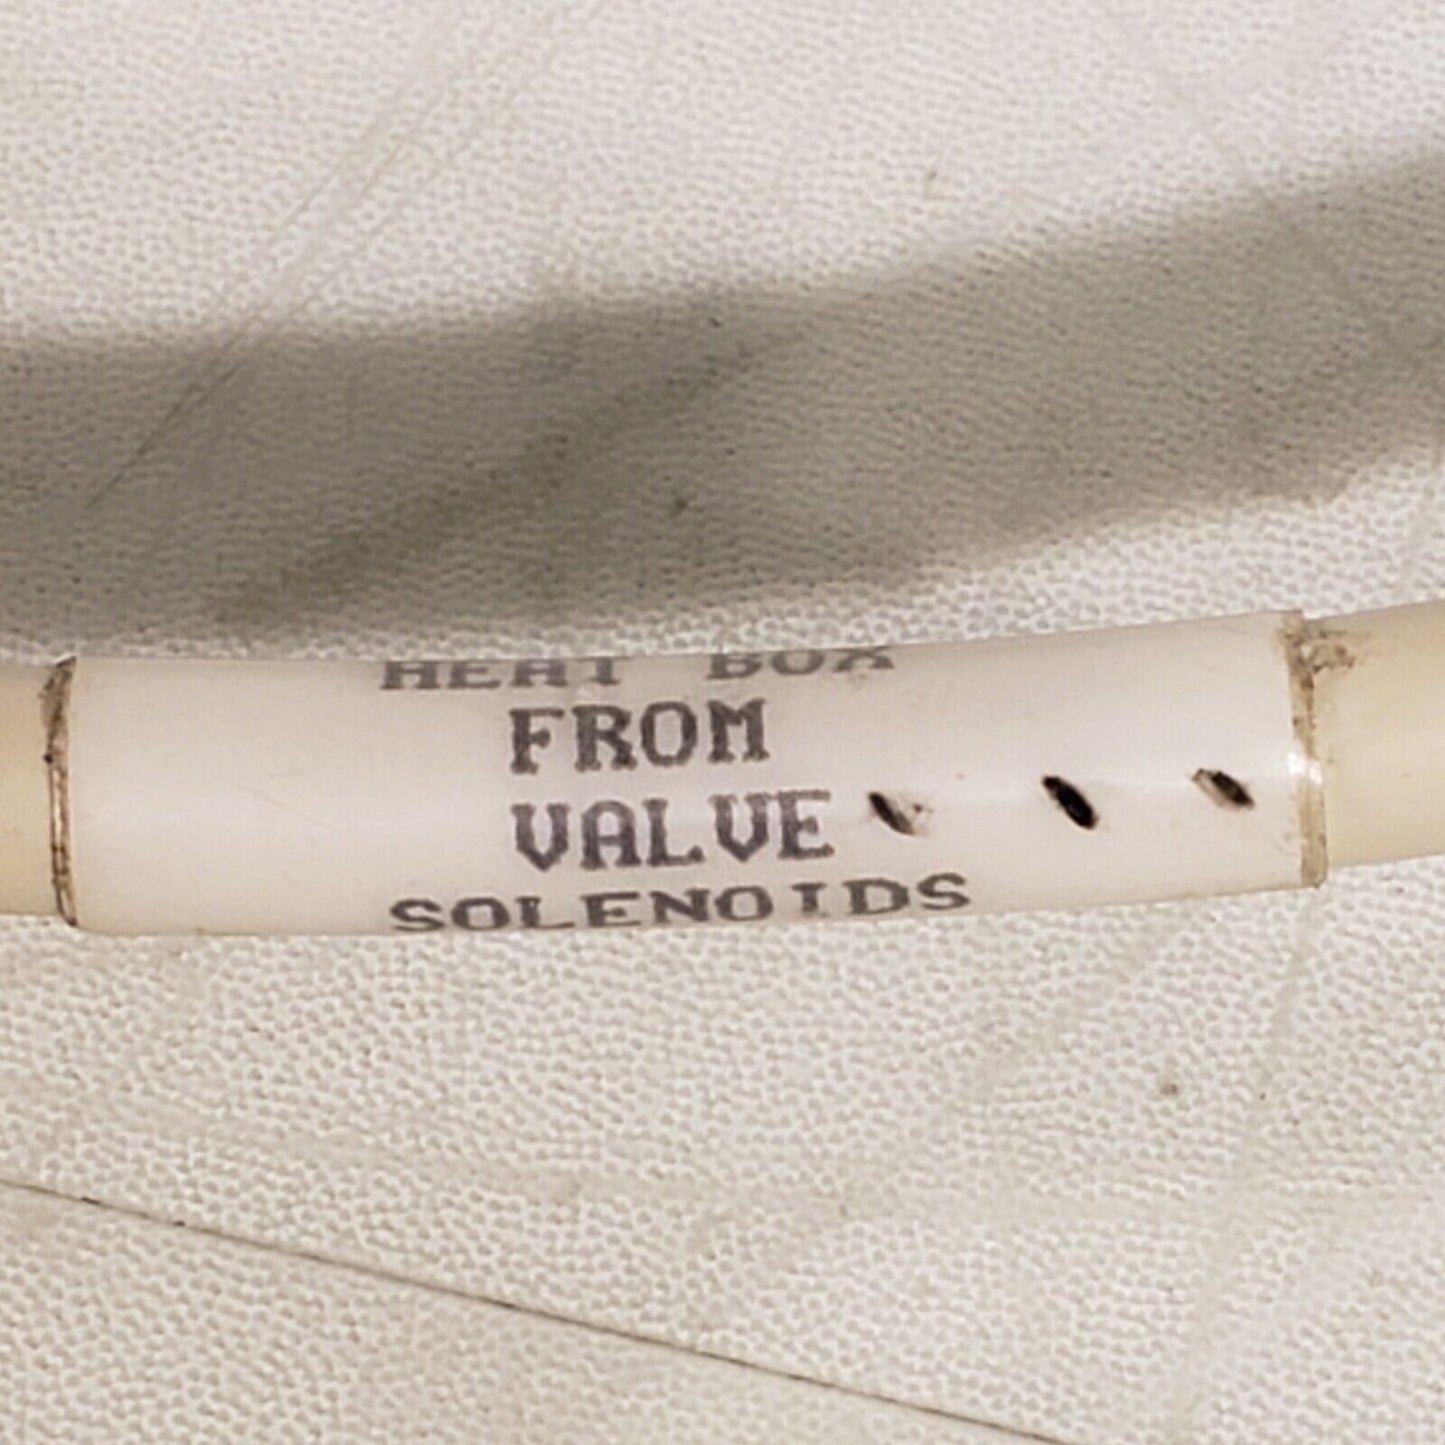 HEAT BOX
FROM
VALVE
SOLENOIDS